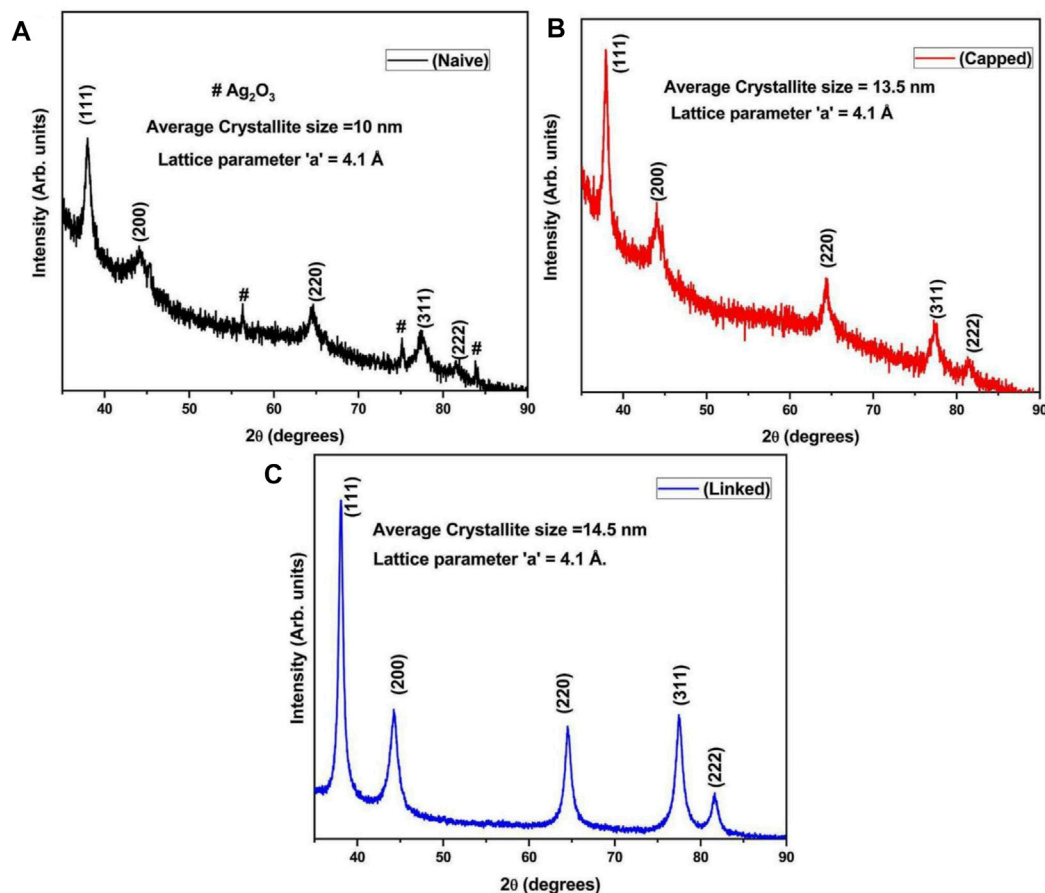 A
(Naive)
# Ag₂O₃
Average Crystallite size =10 nm
Lattice parameter 'a' = 4.1 Å
(111)
(200)
#
(220)
#
(311)
(222)
#
Intensity (Arb. units)
40 50 60 70 80 90
2θ (degrees)
B
(Capped)
Average Crystallite size = 13.5 nm
Lattice parameter 'a' = 4.1 Å
(111)
(200)
(220)
(311)
(222)
Intensity (Arb. units)
40 50 60 70 80 90
2θ (degrees)
C
(Linked)
Average Crystallite size =14.5 nm
Lattice parameter 'a' = 4.1 Å.
(111)
(200)
(220)
(311)
(222)
Intensity (Arb. units)
40 50 60 70 80 90
2θ (degrees)